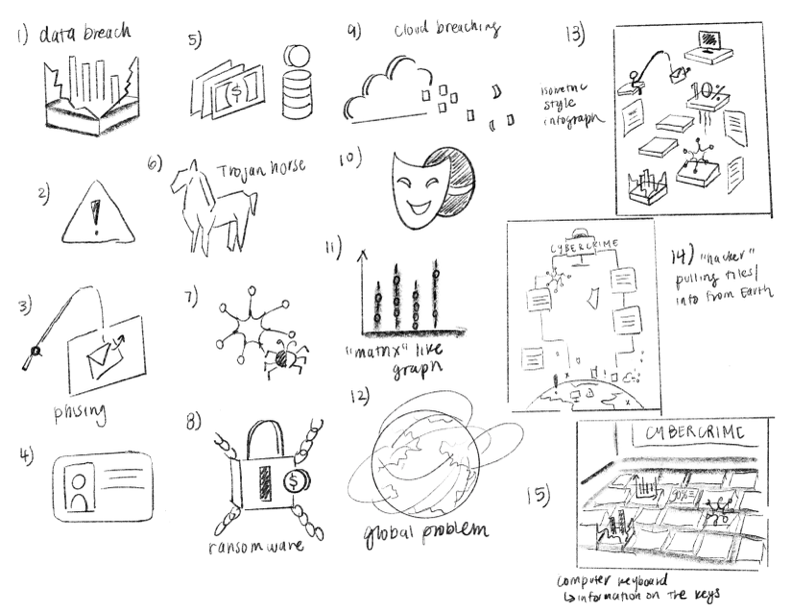 1) data breach
2)
!
3)
phising
4)
5)
$
6) Trojan horse
7)
8)
$
ransomware
9) cloud breaching
10)
11)
"matrix" like
graph
12)
global problem
13)
isometric
style
infograph
10%
14) "hacker"
pulling files/
into from Earth
CYBERCRIME
15)
CYBERCRIME
90%
computer keyboard
↳ information on the keys